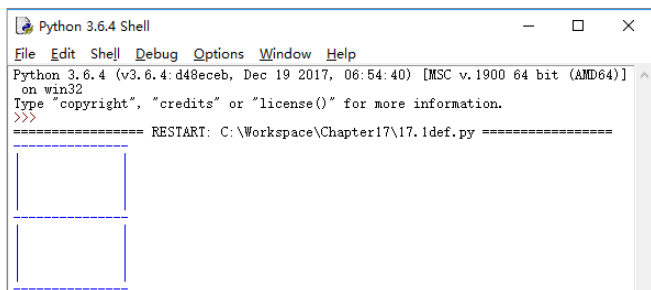 Python 3.6.4 Shell
File Edit Shell Debug Options Window Help
Python 3.6.4 (v3.6.4:d48eceb, Dec 19 2017, 06:54:40) [MSC v.1900 64 bit (AMD64)]
on win32
Type "copyright", "credits" or "license()" for more information.
>>>
================= RESTART: C:\Workspace\Chapter17\17.1def.py =================
---------------
|             |
|             |
|             |
|             |
---------------
|             |
|             |
|             |
|             |
---------------